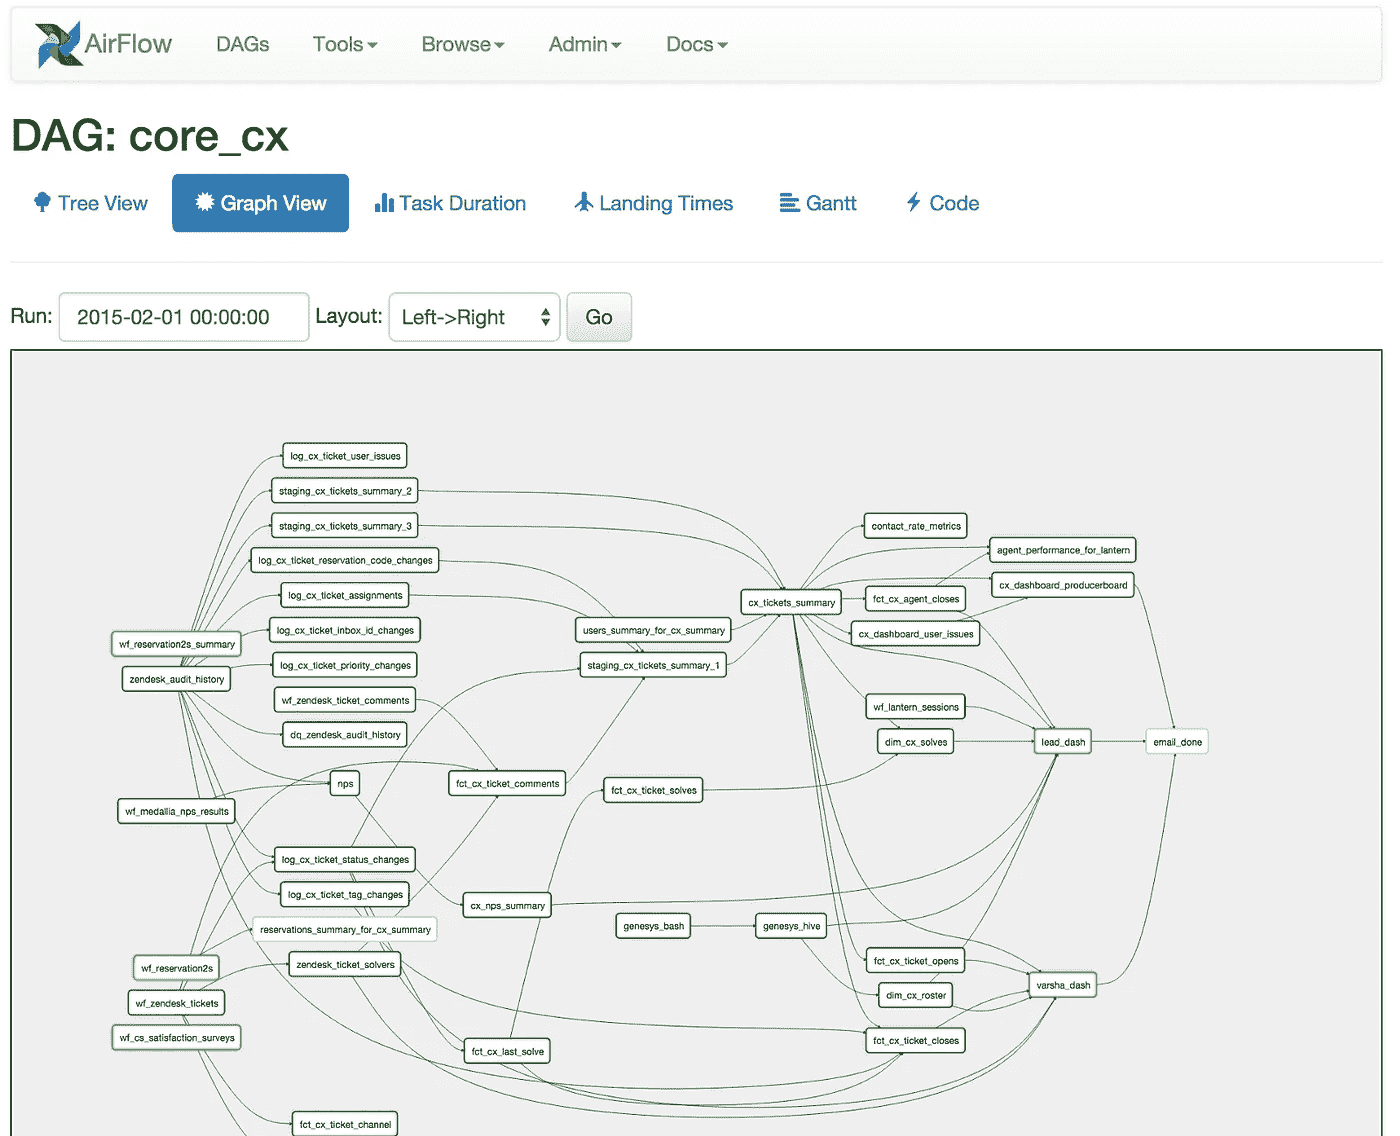 AirFlow DAGs Tools Browse Admin Docs
DAG: core_cx
Tree View Graph View Task Duration Landing Times Gantt Code
Run: 2015-02-01 00:00:00 Layout: Left->Right Go
log_cx_ticket_user_issues
staging_cx_tickets_summary_2
staging_cx_tickets_summary_3
log_cx_ticket_reservation_code_changes
log_cx_ticket_assignments
log_cx_ticket_inbox_id_changes
wf_reservation2s_summary
log_cx_ticket_priority_changes
zendesk_audit_history
wf_zendesk_ticket_comments
dq_zendesk_audit_history
nps
wf_medallia_nps_results
log_cx_ticket_status_changes
log_cx_ticket_tag_changes
reservations_summary_for_cx_summary
zendesk_ticket_solvers
wf_reservation2s
wf_zendesk_tickets
wf_cs_satisfaction_surveys
fct_cx_ticket_channel
fct_cx_ticket_comments
cx_nps_summary
fct_cx_last_solve
users_summary_for_cx_summary
staging_cx_tickets_summary_1
fct_cx_ticket_solves
genesys_bash
genesys_hive
cx_tickets_summary
contact_rate_metrics
agent_performance_for_lantern
cx_dashboard_producerboard
fct_cx_agent_closes
cx_dashboard_user_issues
wf_lantern_sessions
dim_cx_solves
lead_dash
email_done
fct_cx_ticket_opens
dim_cx_roster
varsha_dash
fct_cx_ticket_closes